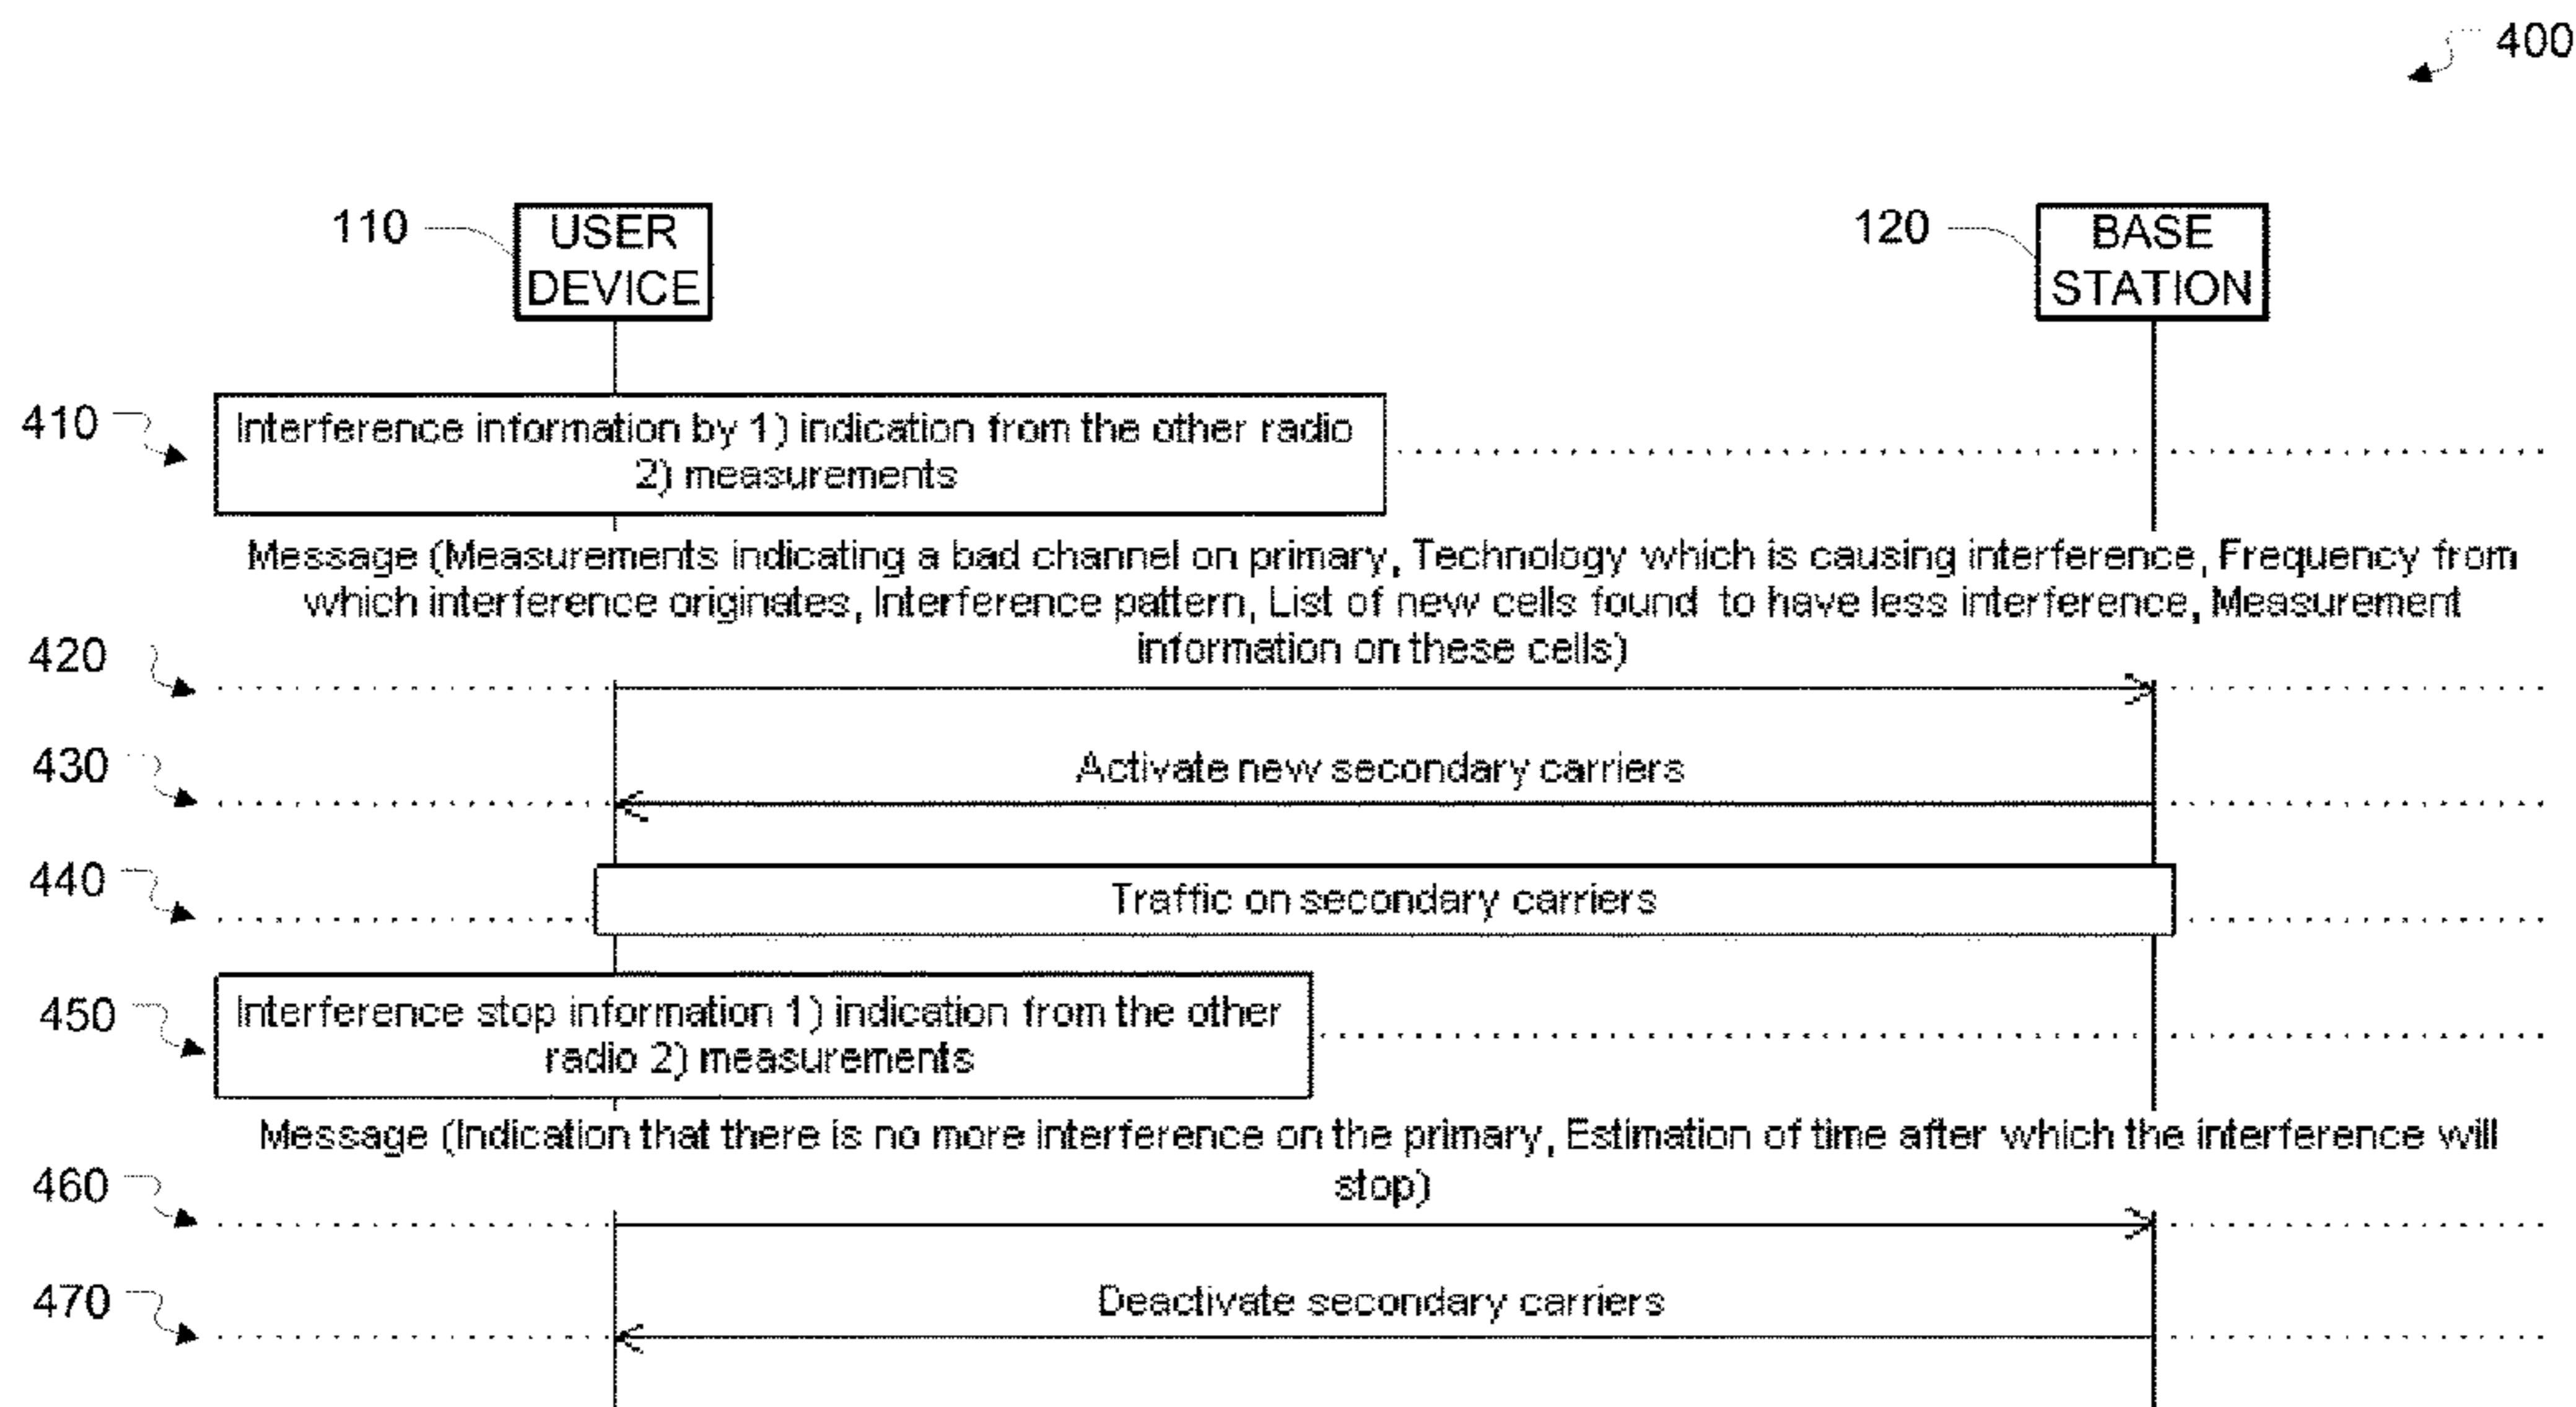 400
110
USER
DEVICE
120
BASE
STATION
410
Interference information by 1) indication from the other radio
2) measurements
Message (Measurements indicating a bad channel on primary, Technology which is causing interference, Frequency from
which interference originates, Interference pattern, List of new cells found to have less interference, Measurement
information on these cells)
420
430
Activate new secondary carriers
440
Traffic on secondary carriers
450
Interference stop information 1) indication from the other
radio 2) measurements
Message (Indication that there is no more interference on the primary, Estimation of time after which the interference will
stop)
460
470
Deactivate secondary carriers